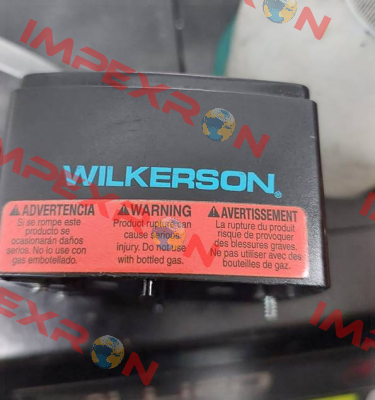 IMPEXRON
WILKERSON®
⚠ADVERTENCIA
Si se rompe este
producto se
ocasionarán daños
serios. No lo use con
gas embotellado.
⚠WARNING
Product rupture can
cause serious
injury. Do not use
with bottled gas.
⚠AVERTISSEMENT
La rupture du produit
risque de provoquer
des blessures graves.
Ne pas utiliser avec des
bouteilles de gaz.